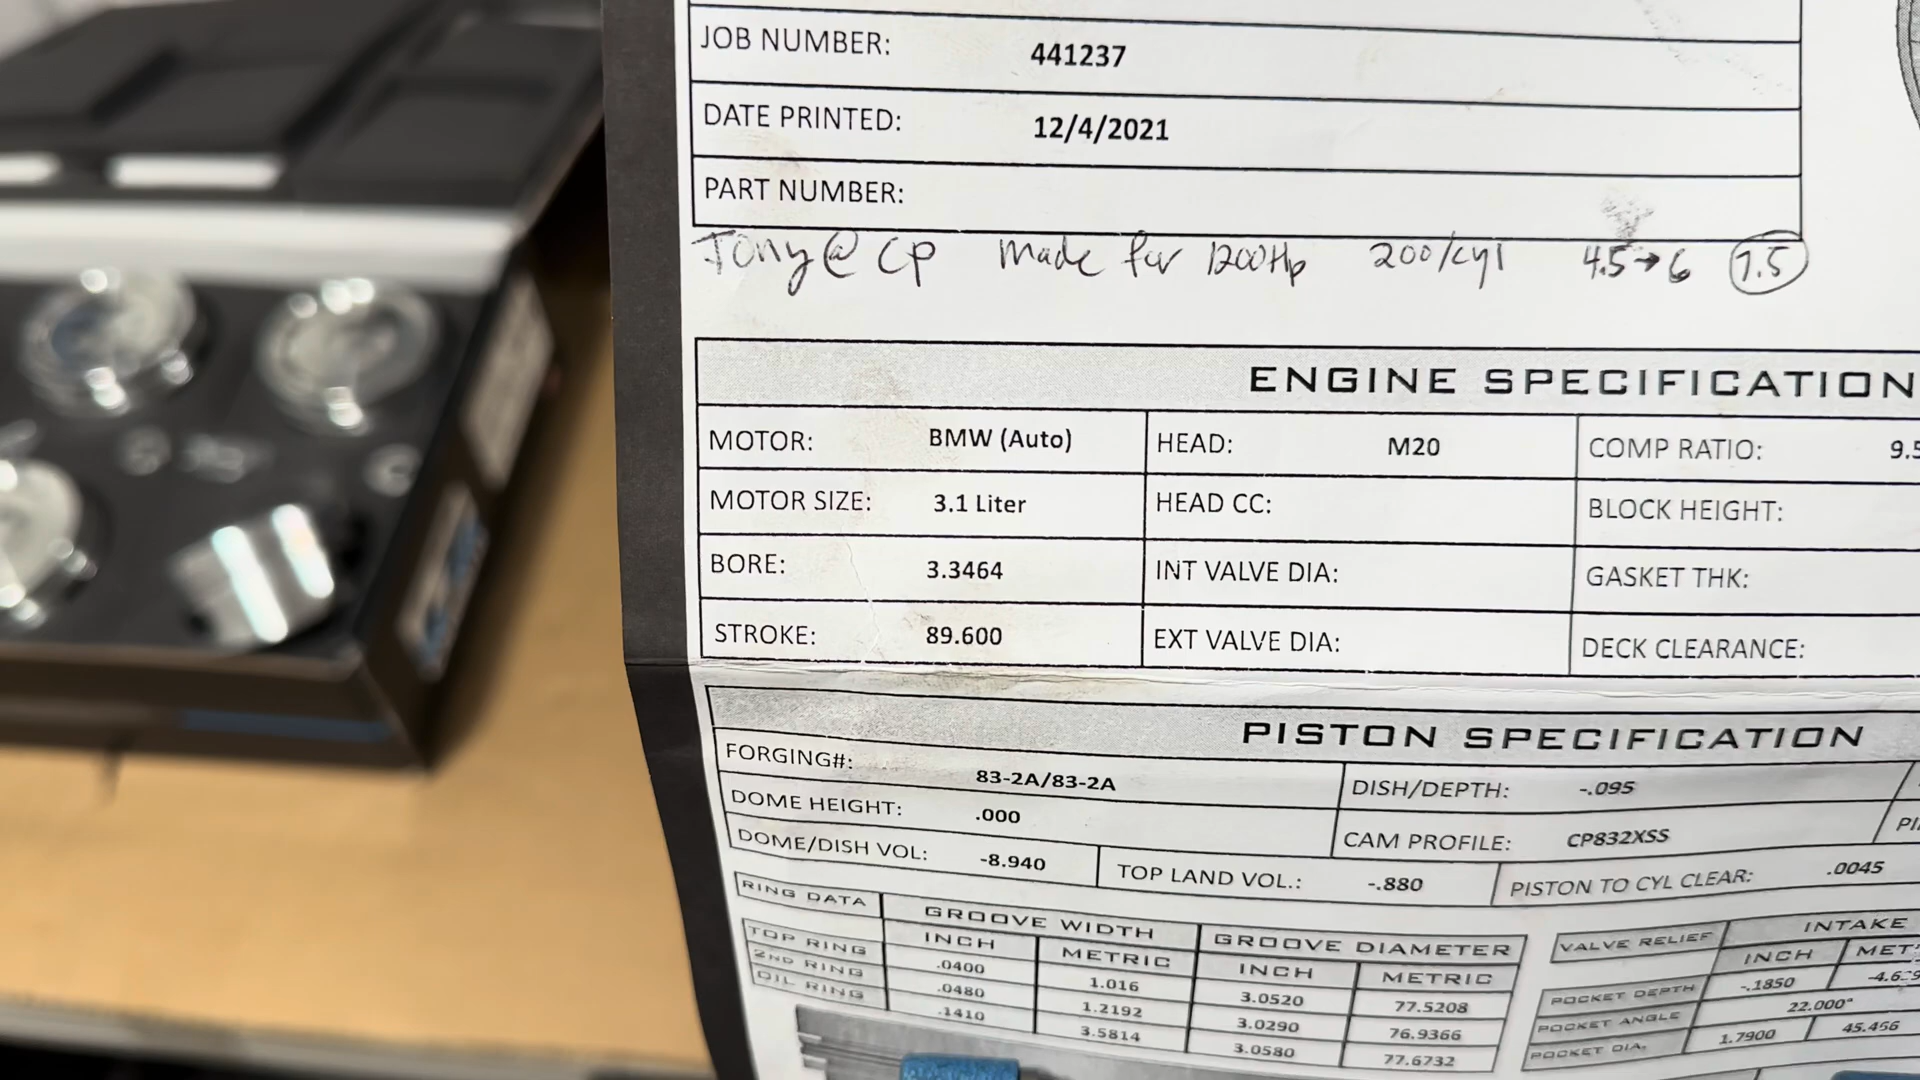 JOB NUMBER: 441237
DATE PRINTED: 12/4/2021
PART NUMBER:
Tony@CP Made for 1200Hp 200/cyl 4.5→6 7.5
ENGINE SPECIFICATION
MOTOR: BMW (Auto) HEAD: M20 COMP RATIO: 9.5
MOTOR SIZE: 3.1 Liter HEAD CC: BLOCK HEIGHT:
BORE: 3.3464 INT VALVE DIA: GASKET THK:
STROKE: 89.600 EXT VALVE DIA: DECK CLEARANCE:
PISTON SPECIFICATION
FORGING#: 83-2A/83-2A DISH/DEPTH: -.095
DOME HEIGHT: .000 CAM PROFILE: CP832XSS
DOME/DISH VOL: -8.940 TOP LAND VOL.: -.880 PISTON TO CYL CLEAR: .0045
RING DATA GROOVE WIDTH GROOVE DIAMETER VALVE RELIEF INTAKE
INCH METRIC INCH METRIC INCH
TOP RING .0400 1.016 3.0520 77.5208 POCKET DEPTH -.1850
2ND RING .0480 1.2192 3.0290 76.9366 POCKET ANGLE 22.000°
OIL RING .1410 3.5814 3.0580 77.6732 POCKET DIA. 1.7900 45.456